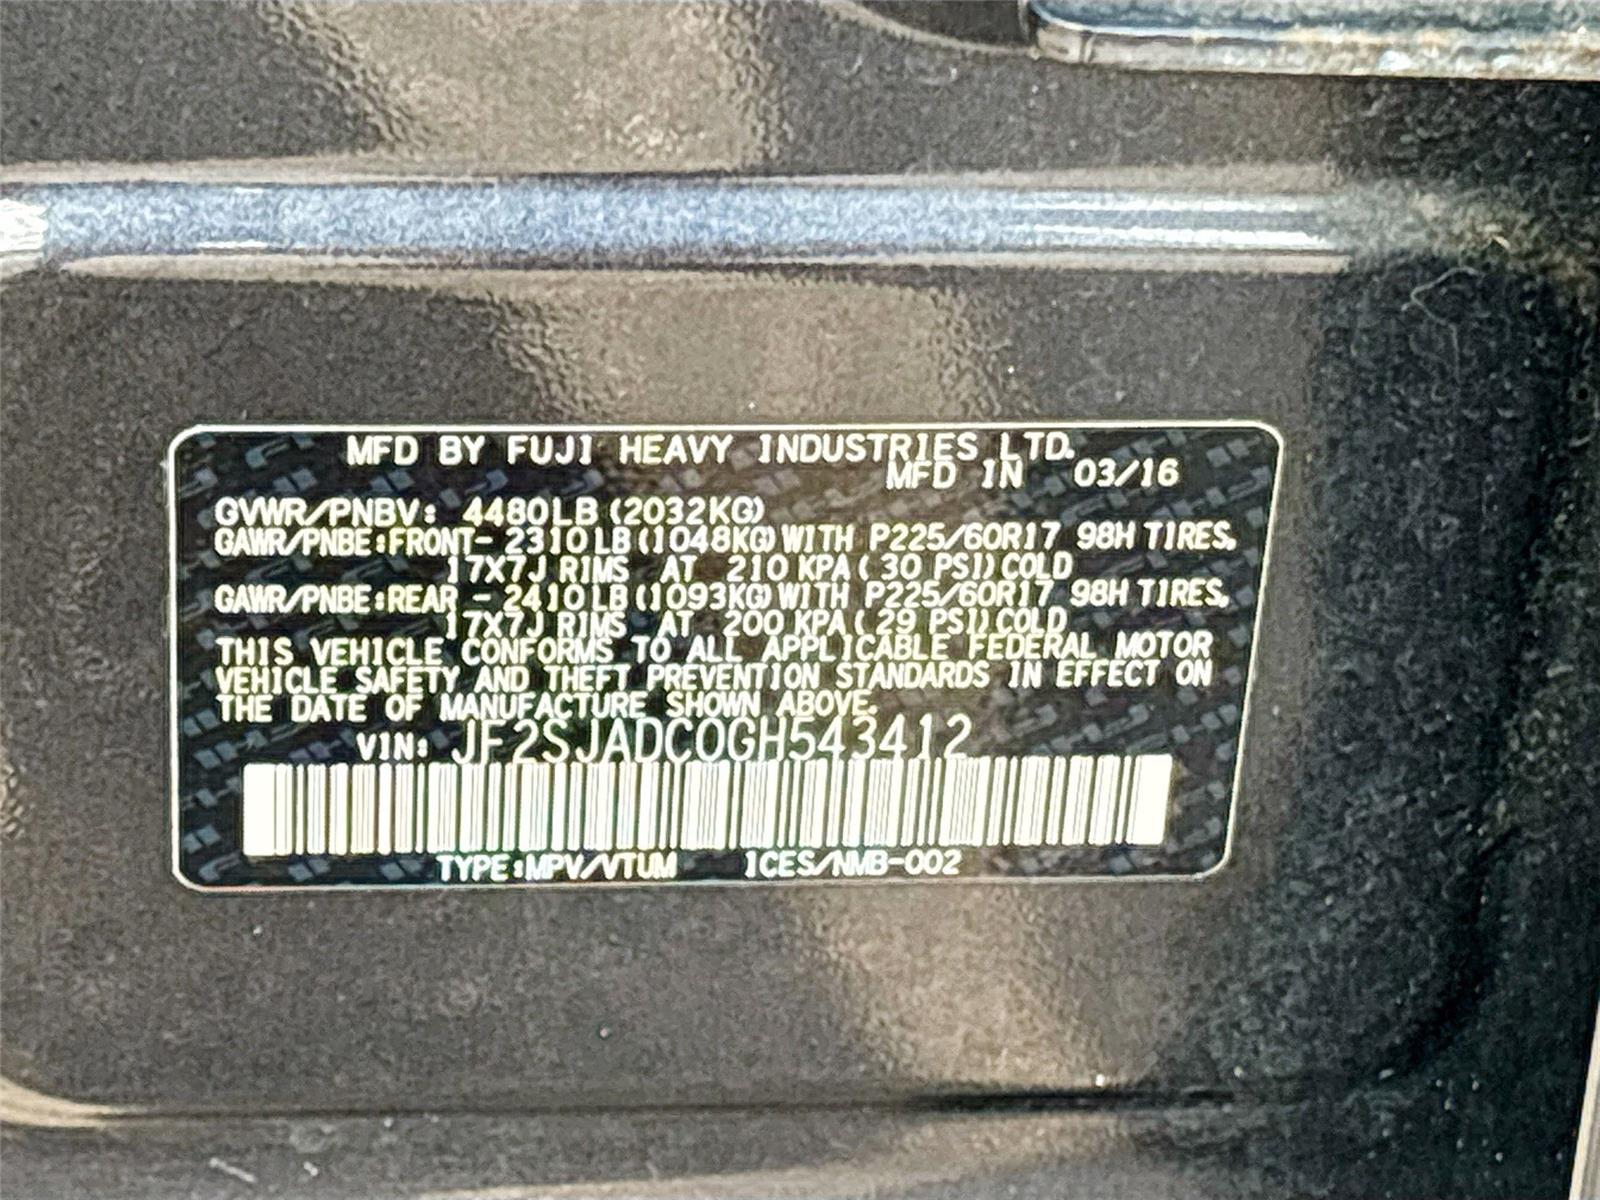 MFD BY FUJI HEAVY INDUSTRIES LTD.
MFD IN 03/16
GVWR/PNBV: 4480LB (2032KG)
GAWR/PNBE:FRONT- 2310LB(1048KG)WITH P225/60R17 98H TIRES,
17X7J RIMS AT 210 KPA( 30 PSI)COLD
GAWR/PNBE:REAR - 2410LB(1093KG)WITH P225/60R17 98H TIRES,
17X7J RIMS AT 200 KPA( 29 PSI)COLD
THIS VEHICLE CONFORMS TO ALL APPLICABLE FEDERAL MOTOR
VEHICLE SAFETY AND THEFT PREVENTION STANDARDS IN EFFECT ON
THE DATE OF MANUFACTURE SHOWN ABOVE.
VIN: JF2SJADC0GH543412
TYPE:MPV/VTUM ICES/NMB-002